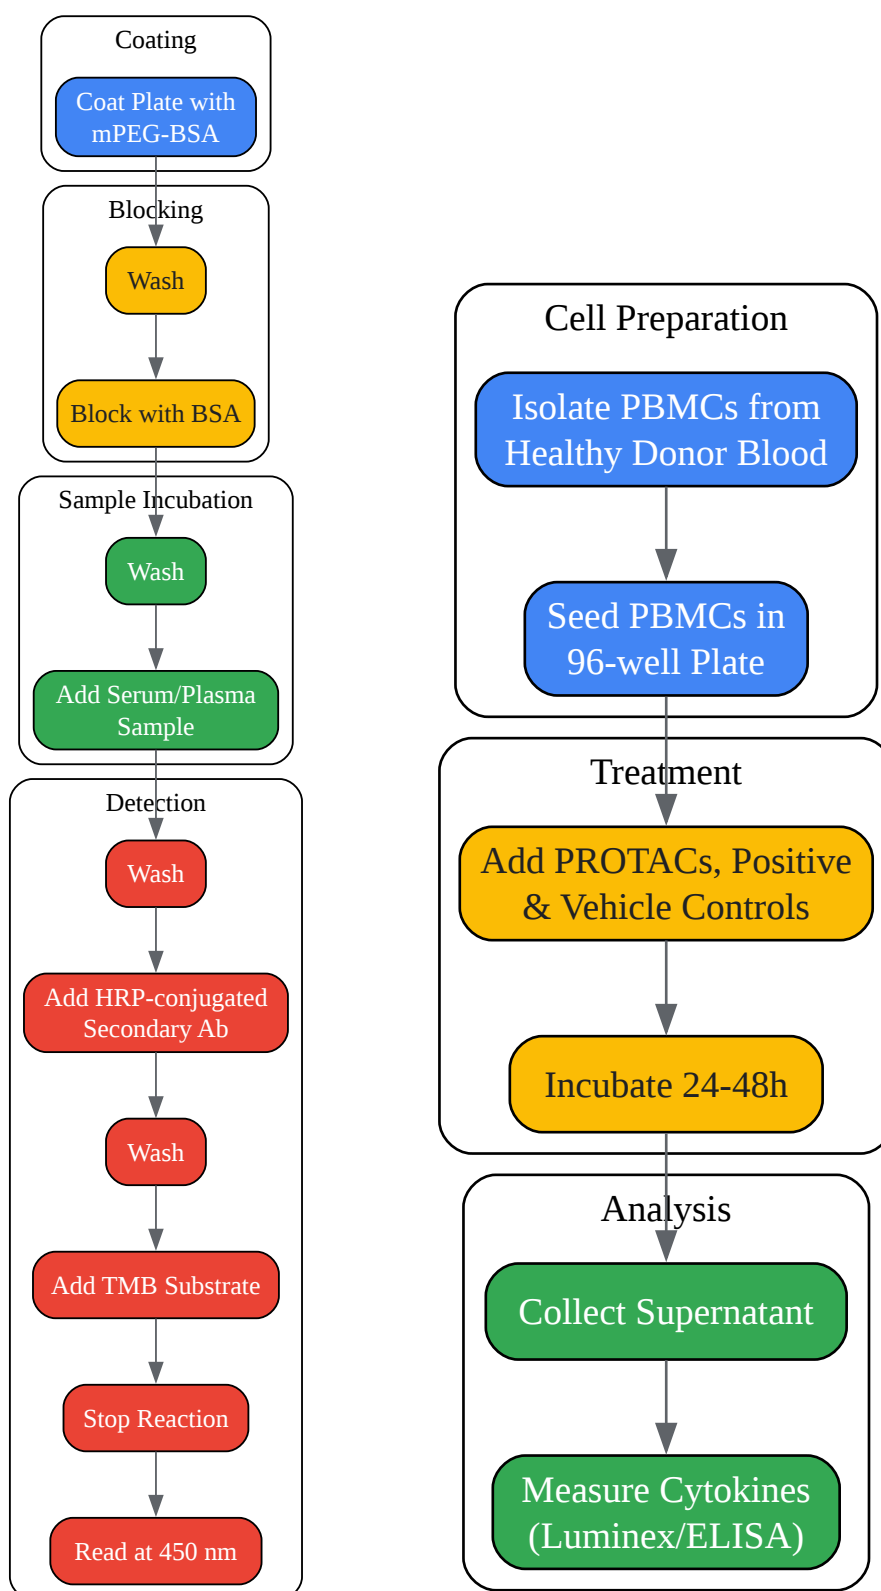 Coating
Coat Plate with
mPEG-BSA
Blocking
Wash
Block with BSA
Sample Incubation
Wash
Add Serum/Plasma
Sample
Detection
Wash
Add HRP-conjugated
Secondary Ab
Wash
Add TMB Substrate
Stop Reaction
Read at 450 nm
Cell Preparation
Isolate PBMCs from
Healthy Donor Blood
Seed PBMCs in
96-well Plate
Treatment
Add PROTACs, Positive
& Vehicle Controls
Incubate 24-48h
Analysis
Collect Supernatant
Measure Cytokines
(Luminex/ELISA)